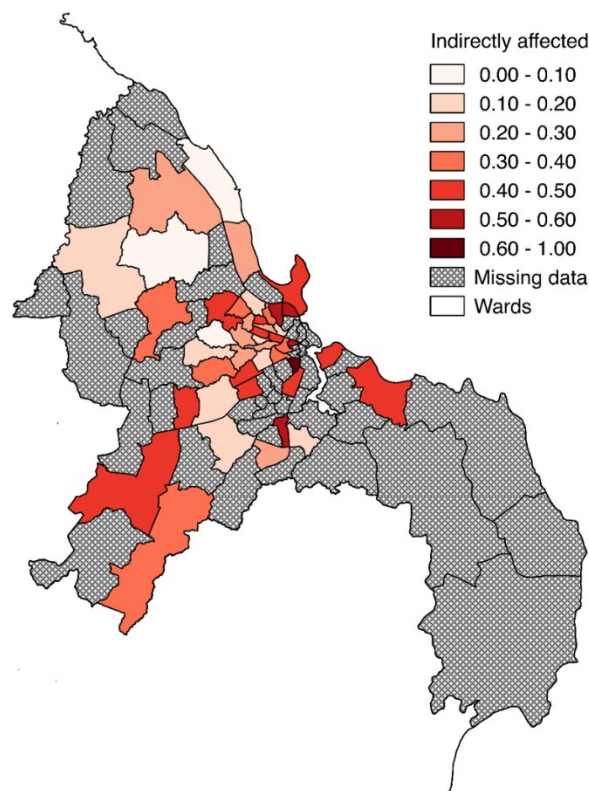 Indirectly affected
0.00 - 0.10
0.10 - 0.20
0.20 - 0.30
0.30 - 0.40
0.40 - 0.50
0.50 - 0.60
0.60 - 1.00
Missing data
Wards